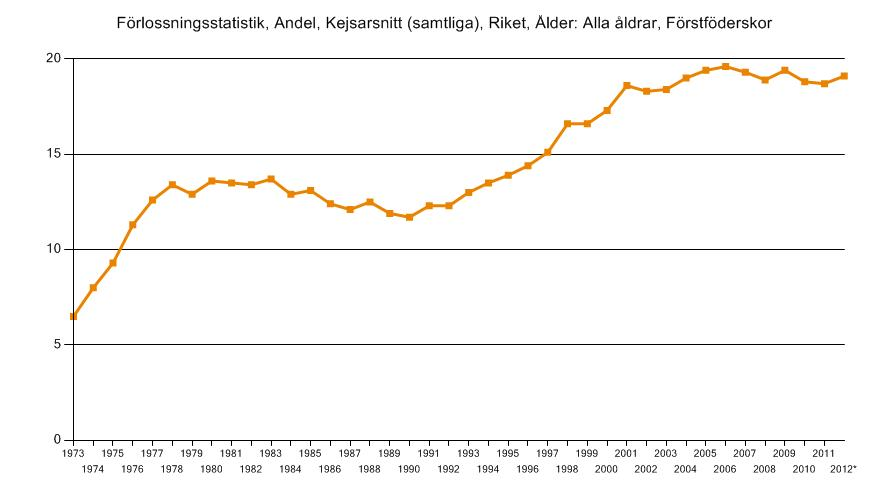 Förlossningsstatistik, Andel, Kejsarsnitt (samtliga), Riket, Ålder: Alla åldrar, Förstföderskor
20
15
10
5
0
1973 1975 1977 1979 1981 1983 1985 1987 1989 1991 1993 1995 1997 1999 2001 2003 2005 2007 2009 2011
1974 1976 1978 1980 1982 1984 1986 1988 1990 1992 1994 1996 1998 2000 2002 2004 2006 2008 2010 2012*